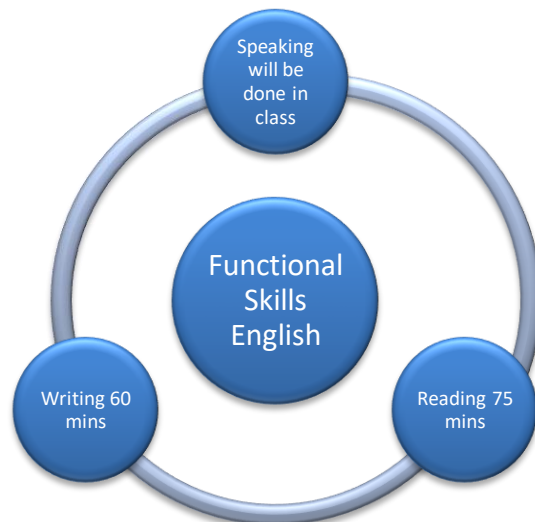 Speaking
will be
done in
class
Functional
Skills
English
Writing 60
mins
Reading 75
mins